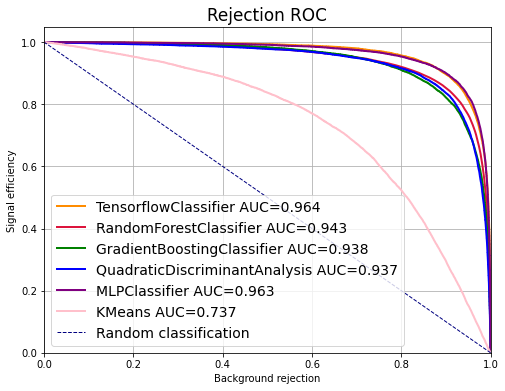 Rejection ROC
1.0
0.8
0.6
0.4
0.2
0.0
Signal efficiency
TensorflowClassifier AUC=0.964
RandomForestClassifier AUC=0.943
GradientBoostingClassifier AUC=0.938
QuadraticDiscriminantAnalysis AUC=0.937
MLPClassifier AUC=0.963
KMeans AUC=0.737
Random classification
0.0 0.2 0.4 0.6 0.8 1.0
Background rejection